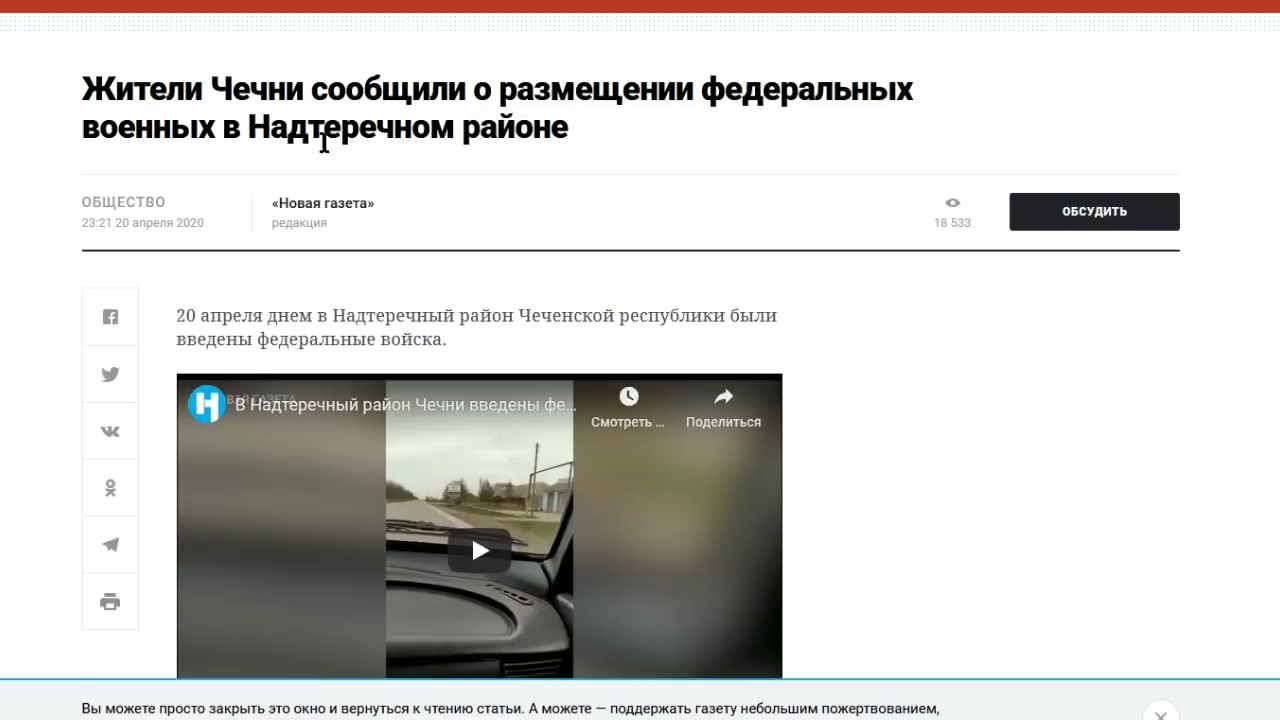 Жители Чечни сообщили о размещении федеральных
военных в Надтеречном районе
ОБЩЕСТВО
23:21 20 апреля 2020
«Новая газета»
редакция
18 533
ОБСУДИТЬ
20 апреля днем в Надтеречный район Чеченской республики были
введены федеральные войска.
В Надтеречный район Чечни введены фе...
Смотреть ...
Поделиться
Вы можете просто закрыть это окно и вернуться к чтению статьи. А можете — поддержать газету небольшим пожертвованием,